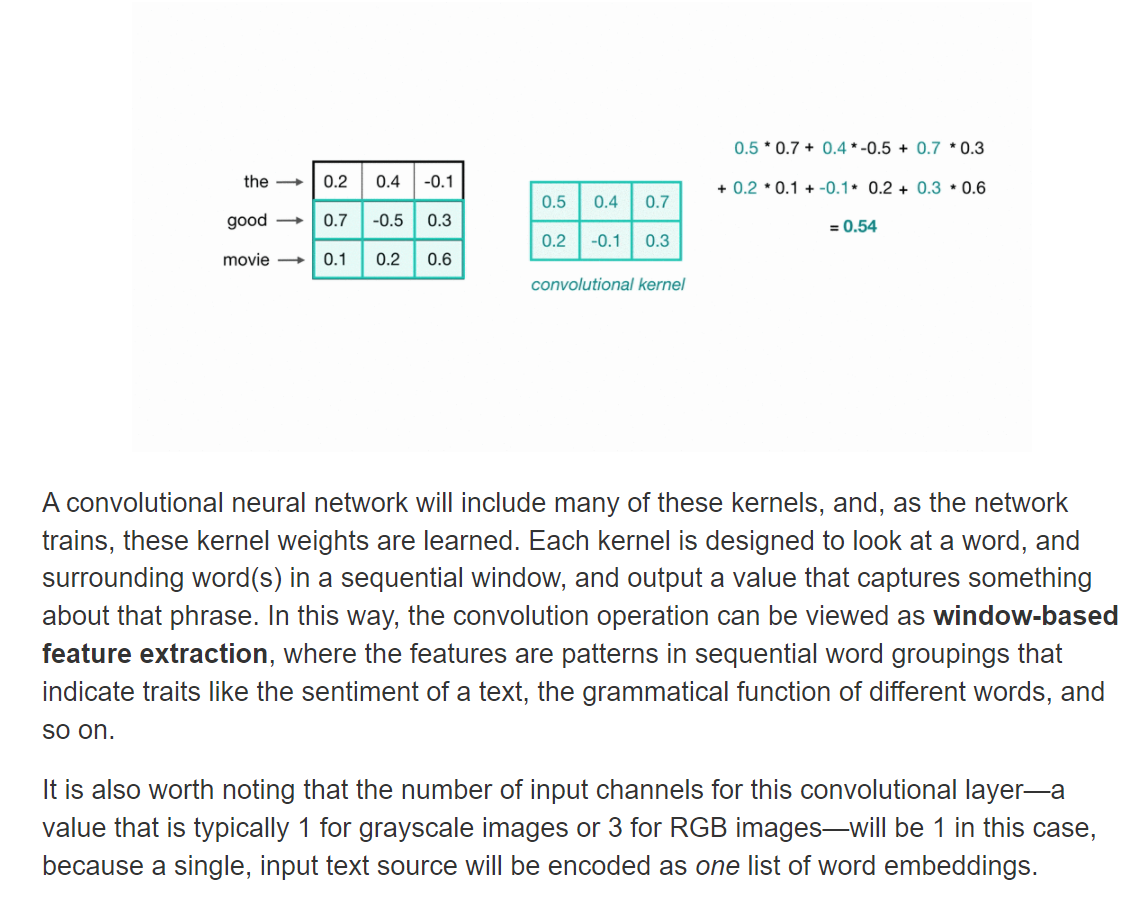 the → 0.2 0.4 -0.1
good → 0.7 -0.5 0.3
movie → 0.1 0.2 0.6
0.5 0.4 0.7
0.2 -0.1 0.3
convolutional kernel
0.5 * 0.7 + 0.4 * -0.5 + 0.7 * 0.3
+ 0.2 * 0.1 + -0.1* 0.2 + 0.3 * 0.6
= 0.54
A convolutional neural network will include many of these kernels, and, as the network
trains, these kernel weights are learned. Each kernel is designed to look at a word, and
surrounding word(s) in a sequential window, and output a value that captures something
about that phrase. In this way, the convolution operation can be viewed as window-based
feature extraction, where the features are patterns in sequential word groupings that
indicate traits like the sentiment of a text, the grammatical function of different words, and
so on.
It is also worth noting that the number of input channels for this convolutional layer—a
value that is typically 1 for grayscale images or 3 for RGB images—will be 1 in this case,
because a single, input text source will be encoded as one list of word embeddings.